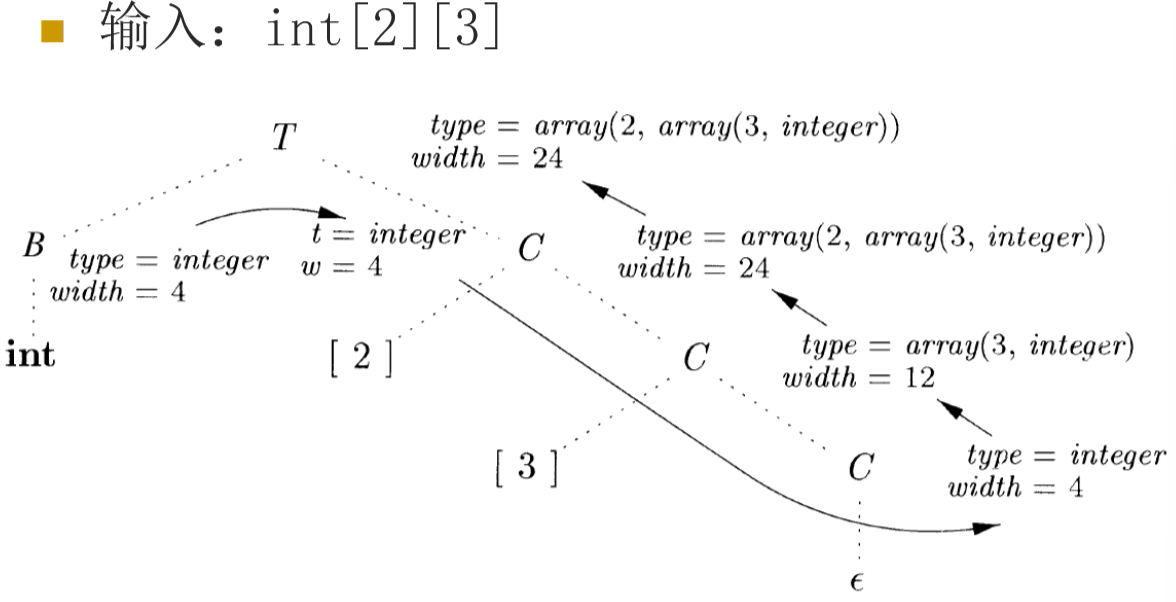 输入: int[2][3]
T
type = array(2, array(3, integer))
width = 24
B
type = integer
width = 4
t = integer
w = 4
C
type = array(2, array(3, integer))
width = 24
int
[ 2 ]
C
type = array(3, integer)
width = 12
[ 3 ]
C
type = integer
width = 4
ϵ